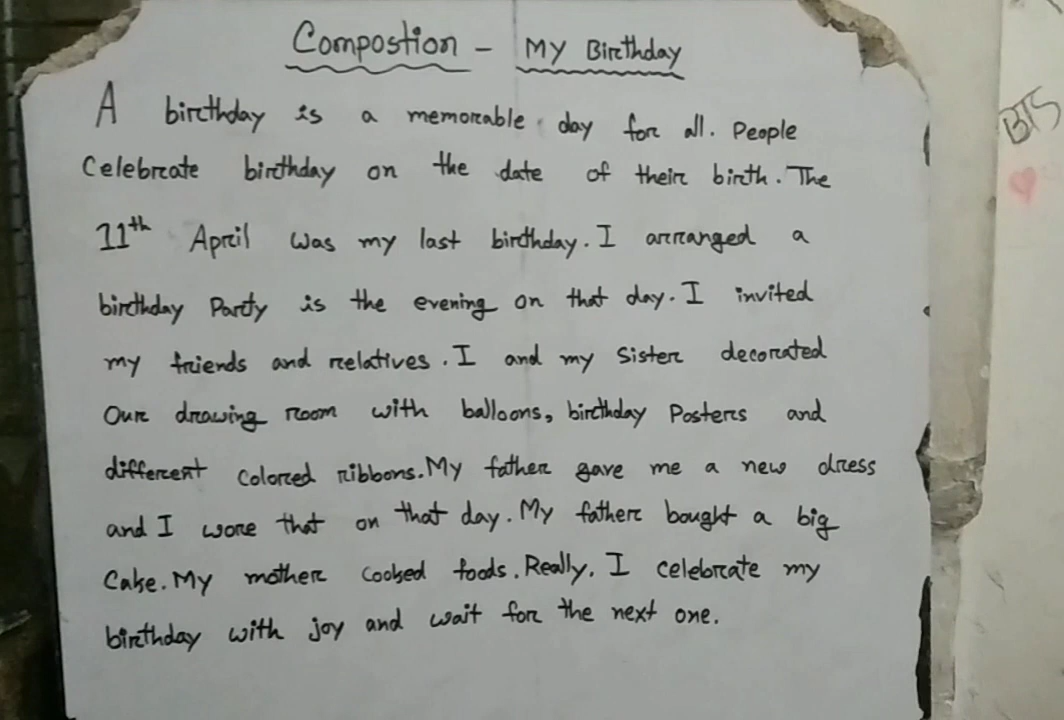 Compostion - My Birthday
A birthday is a memorable day for all. People
Celebrate birthday on the date of their birth. The
11th April was my last birthday. I arranged a
birthday Party is the evening on that day. I invited
my friends and relatives. I and my Sister decorated
Our drawing room with balloons, birthday Posters and
different Colored ribbons. My father gave me a new dress
and I wore that on that day. My father bought a big
Cake. My mother Cooked foods. Really, I celebrate my
birthday with joy and wait for the next one.
BTS